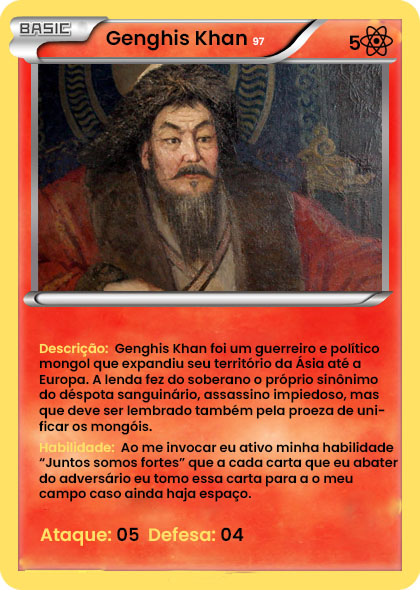 BASIC
Genghis Khan 97
5
Descrição: Genghis Khan foi um guerreiro e político
mongol que expandiu seu território da Ásia até a
Europa. A lenda fez do soberano o próprio sinônimo
do déspota sanguinário, assassino impiedoso, mas
que deve ser lembrado também pela proeza de uni-
ficar os mongóis.
Habilidade: Ao me invocar eu ativo minha habilidade
“Juntos somos fortes” que a cada carta que eu abater
do adversário eu tomo essa carta para a o meu
campo caso ainda haja espaço.
Ataque: 05 Defesa: 04